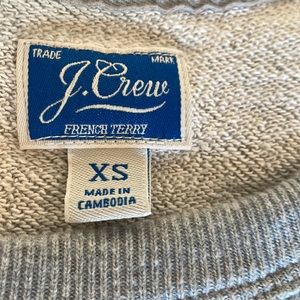 TRADE MARK
J.Crew
FRENCH TERRY
XS
MADE IN
CAMBODIA